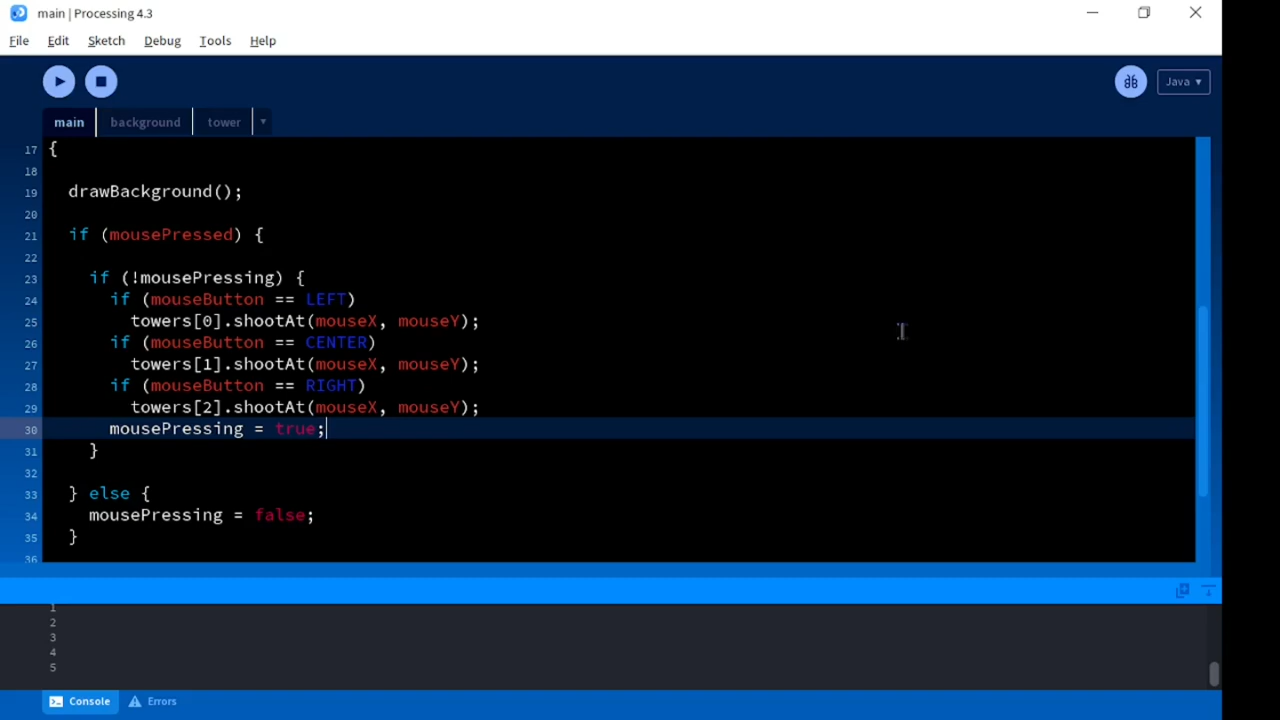 main | Processing 4.3
File Edit Sketch Debug Tools Help
Java ▾
main background tower ▾
17 {
18
19 drawBackground();
20
21 if (mousePressed) {
22
23 if (!mousePressing) {
24 if (mouseButton == LEFT)
25 towers[0].shootAt(mouseX, mouseY);
26 if (mouseButton == CENTER)
27 towers[1].shootAt(mouseX, mouseY);
28 if (mouseButton == RIGHT)
29 towers[2].shootAt(mouseX, mouseY);
30 mousePressing = true;
31 }
32
33 } else {
34 mousePressing = false;
35 }
36
1
2
3
4
5
Console Errors